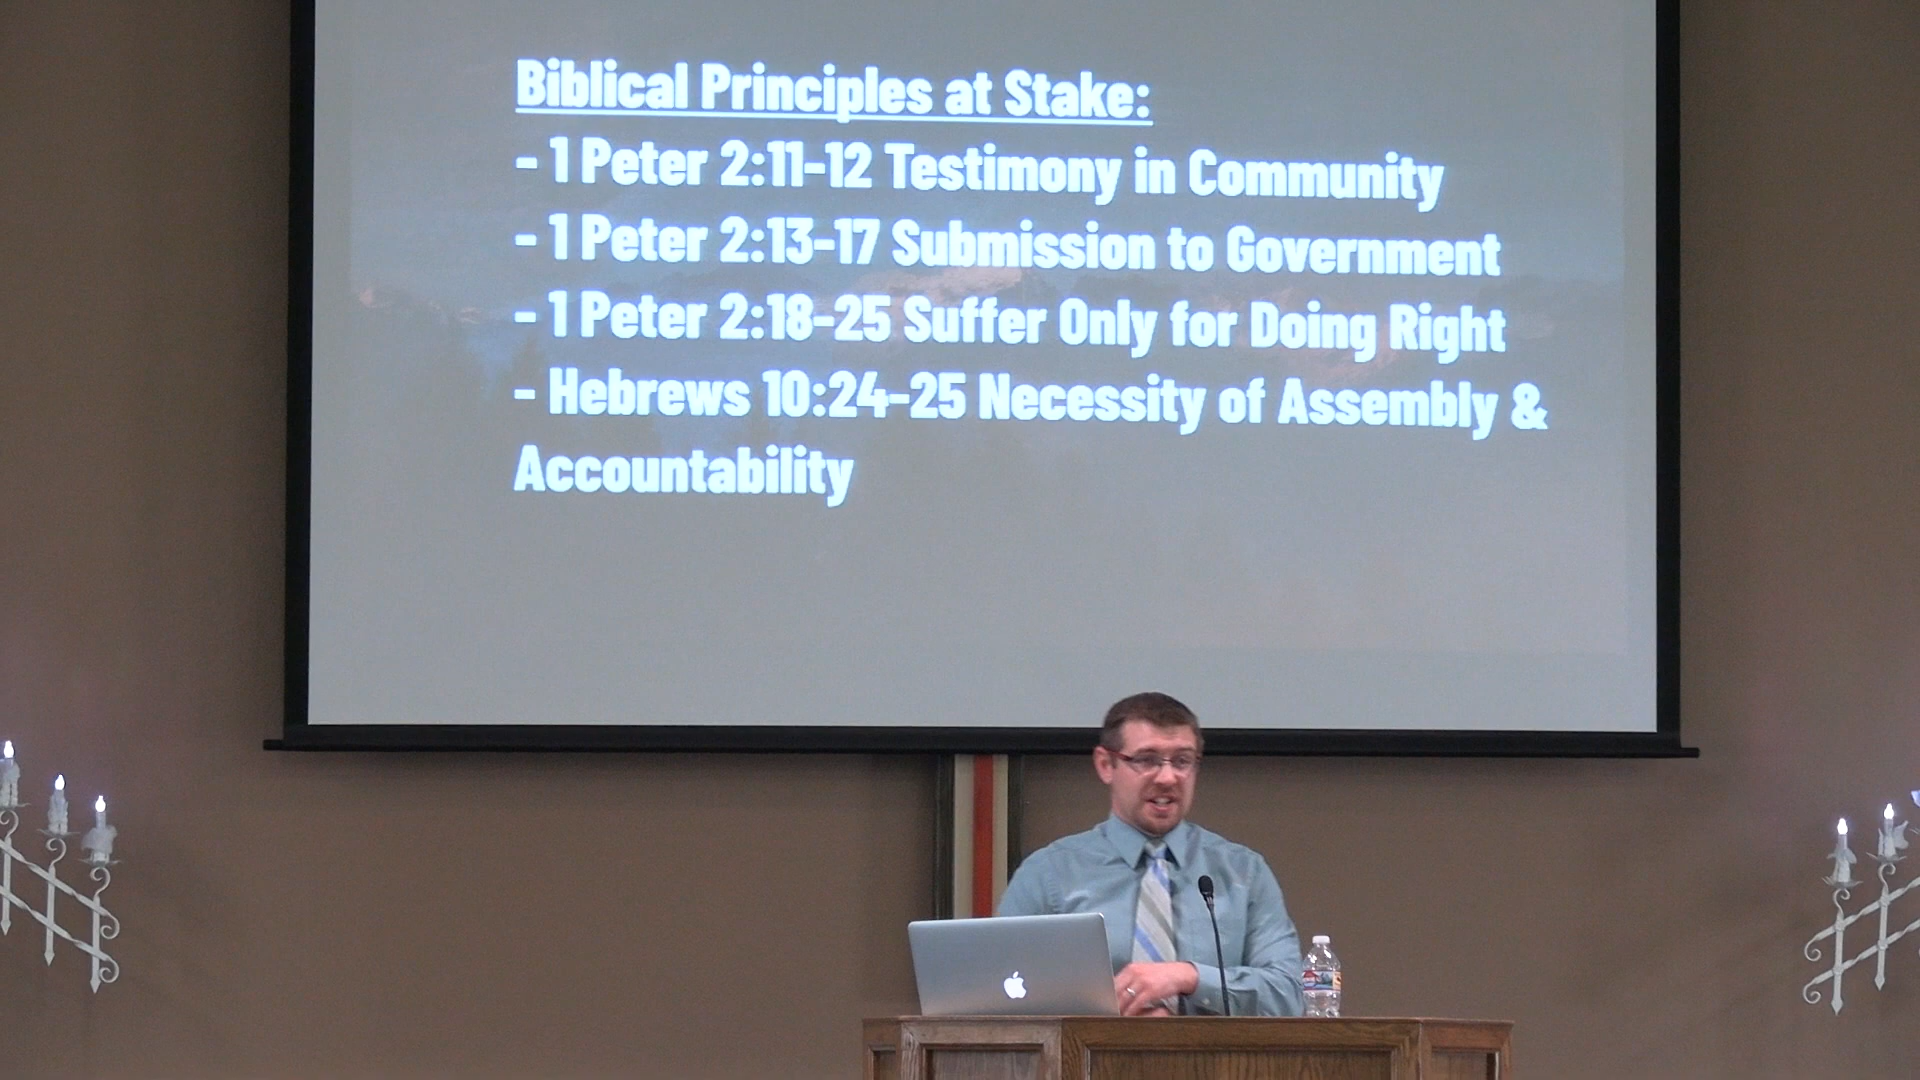 Biblical Principles at Stake:
- 1 Peter 2:11-12 Testimony in Community
- 1 Peter 2:13-17 Submission to Government
- 1 Peter 2:18-25 Suffer Only for Doing Right
- Hebrews 10:24-25 Necessity of Assembly &
Accountability